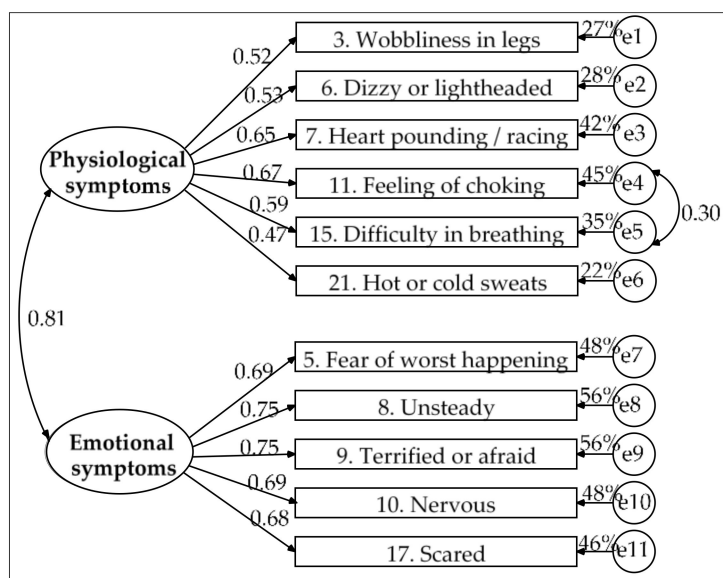 3. Wobbliness in legs
27%
e1
0.52
6. Dizzy or lightheaded
28%
e2
0.53
7. Heart pounding / racing
42%
e3
0.65
Physiological
symptoms
11. Feeling of choking
45%
e4
0.67
0.30
15. Difficulty in breathing
35%
e5
0.59
21. Hot or cold sweats
22%
e6
0.47
0.81
5. Fear of worst happening
48%
e7
0.69
8. Unsteady
56%
e8
0.75
Emotional
symptoms
9. Terrified or afraid
56%
e9
0.75
10. Nervous
48%
e10
0.69
17. Scared
46%
e11
0.68